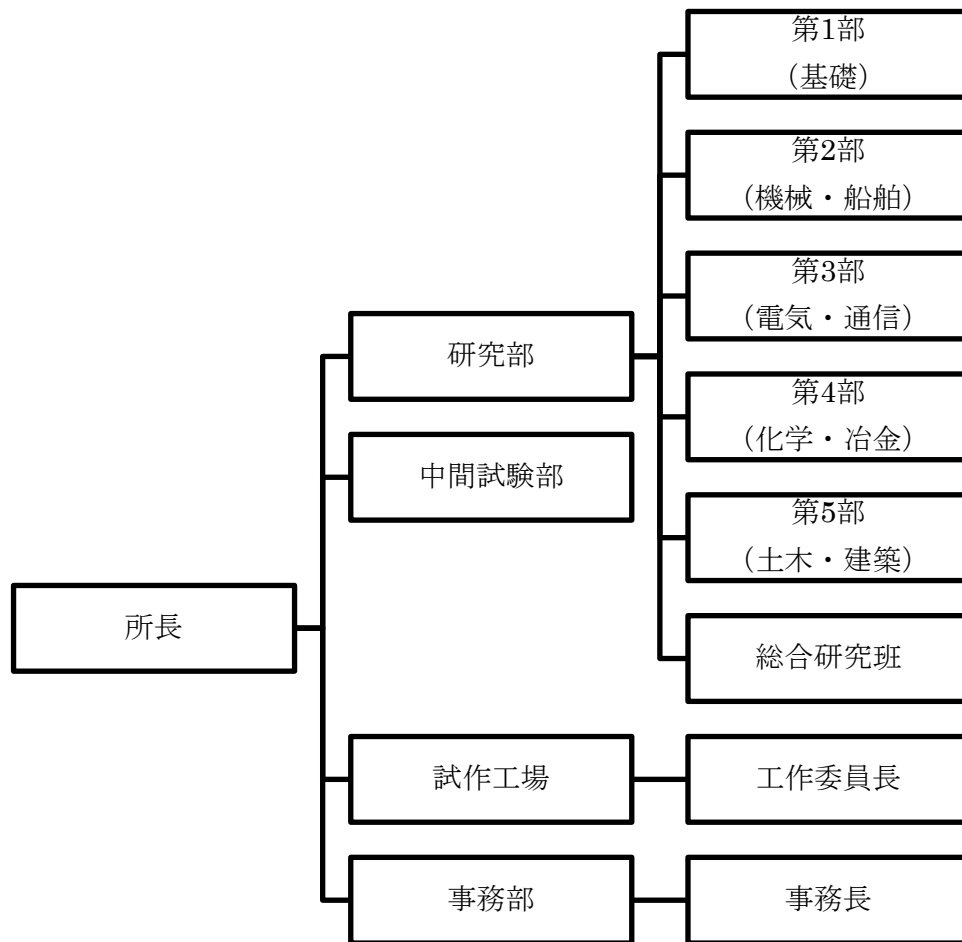 第1部
（基礎）
第2部
（機械・船舶）
第3部
（電気・通信）
研究部
第4部
（化学・冶金）
中間試験部
第5部
（土木・建築）
所長
総合研究班
試作工場
工作委員長
事務部
事務長